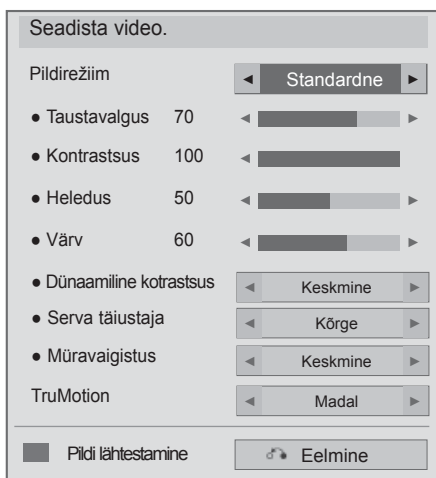 Seadista video.
Pildirežiim ◄ Standardne ►
● Taustavalgus 70 ◄ ►
● Kontrastsus 100 ◄
● Heledus 50 ◄ ►
● Värv 60 ◄ ►
● Dünaamiline kotrastsus ◄ Keskmine ►
● Serva täiustaja ◄ Kõrge ►
● Müravaigistus ◄ Keskmine ►
TruMotion ◄ Madal ►
Pildi lähtestamine Eelmine